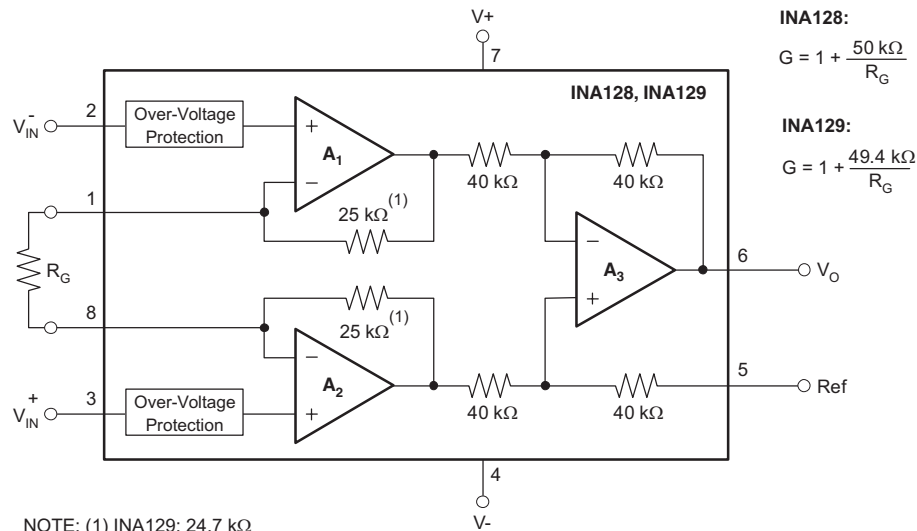 V+
7
INA128:
G = 1 + 50 kΩ / R_G
INA128, INA129
INA129:
G = 1 + 49.4 kΩ / R_G
2
V_IN^-
Over-Voltage
Protection
+
A₁
−
40 kΩ
40 kΩ
1
25 kΩ(1)
−
A₃
+
6
V_O
R_G
8
25 kΩ(1)
−
A₂
+
5
Ref
40 kΩ
40 kΩ
3
V_IN^+
Over-Voltage
Protection
4
V-
NOTE: (1) INA129: 24.7 kΩ